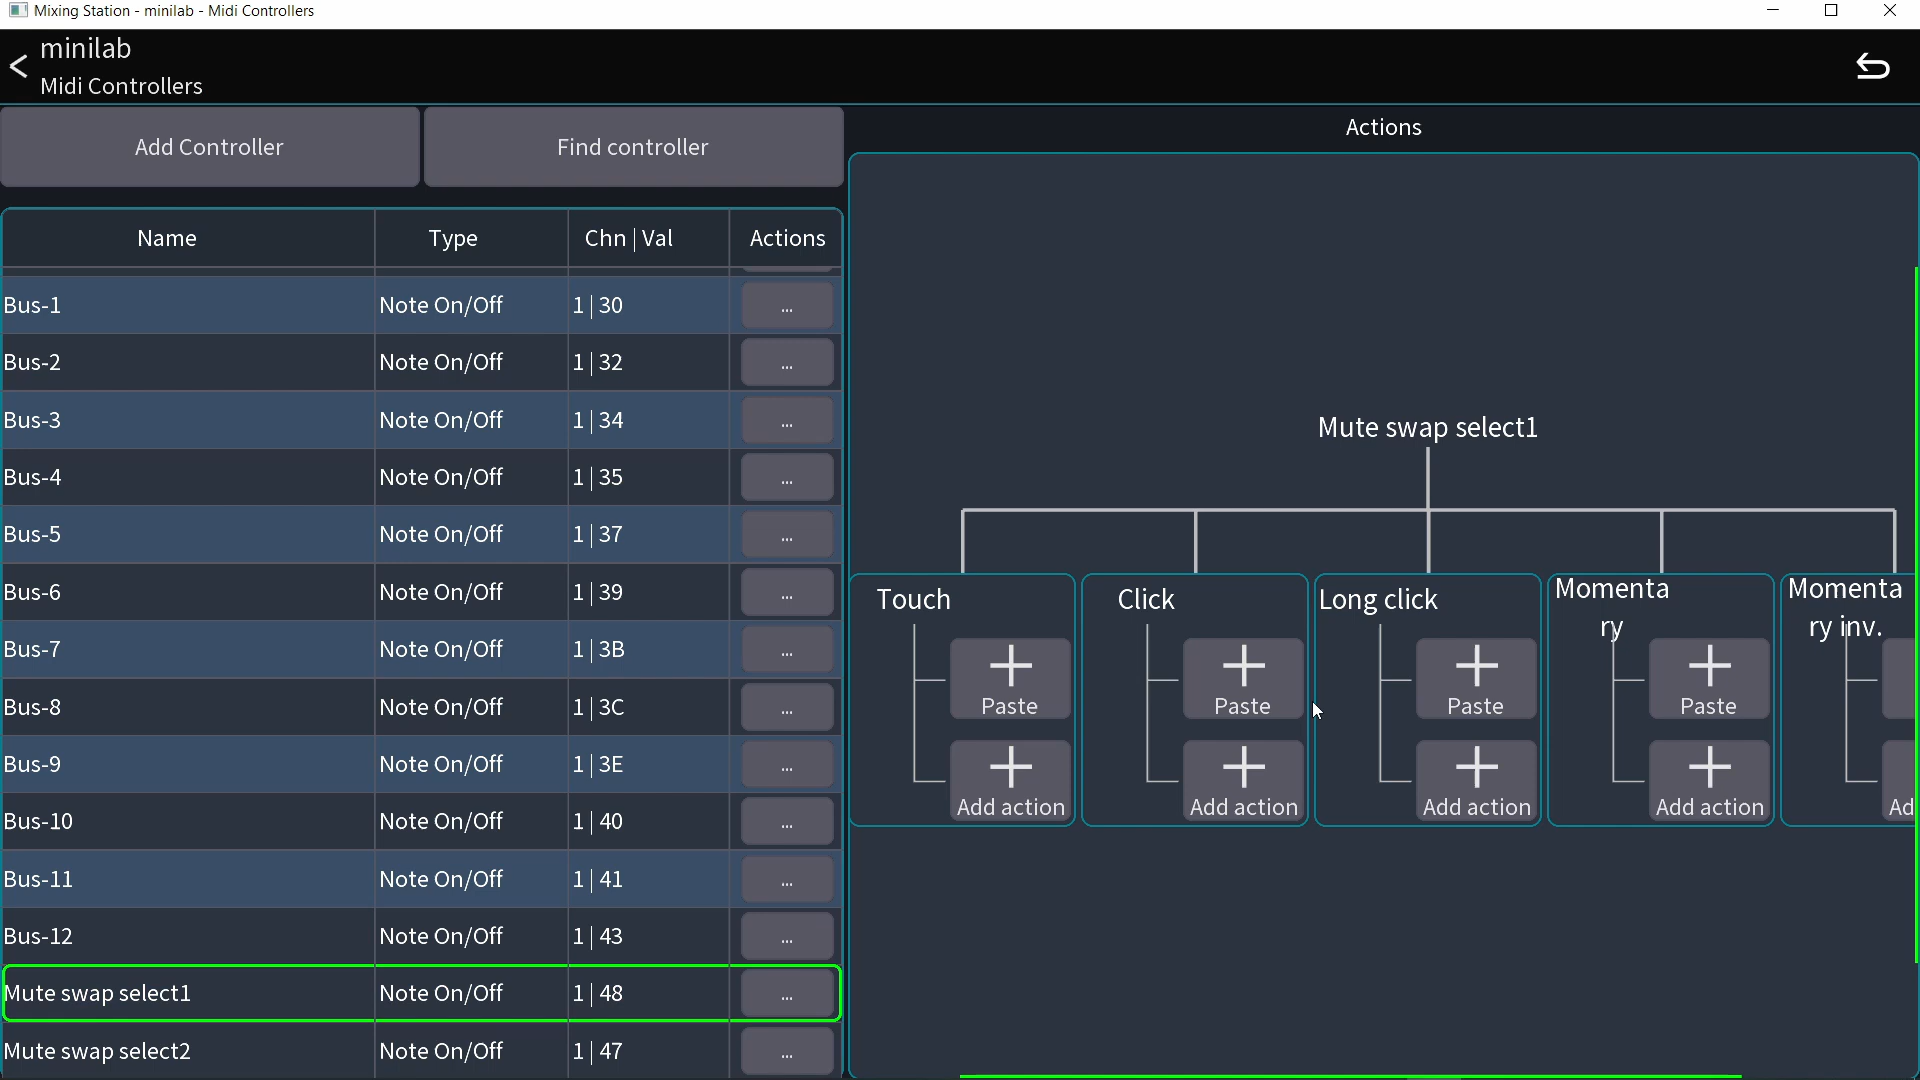 Mixing Station - minilab - Midi Controllers
minilab
Midi Controllers
Add Controller
Find controller
Actions
Name Type Chn | Val Actions
Bus-1 Note On/Off 1 | 30 ...
Bus-2 Note On/Off 1 | 32 ...
Bus-3 Note On/Off 1 | 34 ...
Bus-4 Note On/Off 1 | 35 ...
Bus-5 Note On/Off 1 | 37 ...
Bus-6 Note On/Off 1 | 39 ...
Bus-7 Note On/Off 1 | 3B ...
Bus-8 Note On/Off 1 | 3C ...
Bus-9 Note On/Off 1 | 3E ...
Bus-10 Note On/Off 1 | 40 ...
Bus-11 Note On/Off 1 | 41 ...
Bus-12 Note On/Off 1 | 43 ...
Mute swap select1 Note On/Off 1 | 48 ...
Mute swap select2 Note On/Off 1 | 47 ...
Mute swap select1
Touch
Paste
Add action
Click
Paste
Add action
Long click
Paste
Add action
Momenta
ry
Paste
Add action
Momenta
ry inv.
Ad